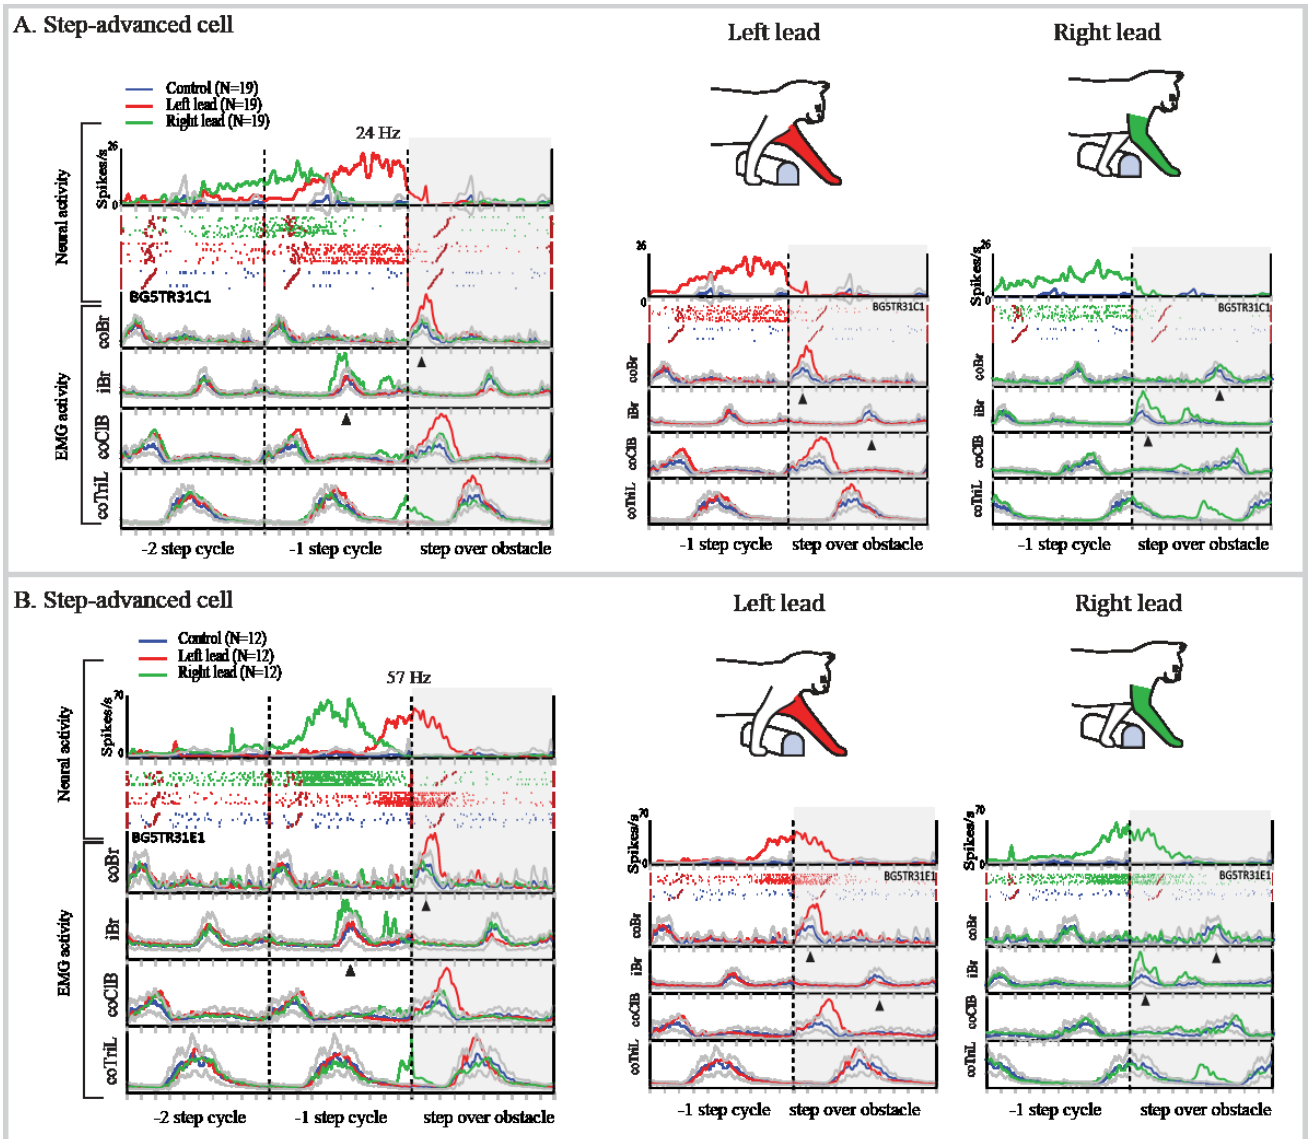 A. Step-advanced cell
Left lead
Right lead
Control (N=19)
Left lead (N=19)
Right lead (N=19)
24 Hz
Neural activity
Spikes/s
26
0
BG5TR31C1
EMG activity
coBr
iBr
coClB
coTriL
-2 step cycle
-1 step cycle
step over obstacle
26
0
BG5TR31C1
coBr
iBr
coClB
coTriL
-1 step cycle
step over obstacle
Spikes/s
26
0
BG5TR31C1
coBr
iBr
coClB
coTriL
-1 step cycle
step over obstacle
B. Step-advanced cell
Left lead
Right lead
Control (N=12)
Left lead (N=12)
Right lead (N=12)
57 Hz
Neural activity
Spikes/s
70
0
BG5TR31E1
EMG activity
coBr
iBr
coClB
coTriL
-2 step cycle
-1 step cycle
step over obstacle
Spikes/s
70
0
BG5TR31E1
coBr
iBr
coClB
coTriL
-1 step cycle
step over obstacle
Spikes/s
70
0
BG5TR31E1
coBr
iBr
coClB
coTriL
-1 step cycle
step over obstacle